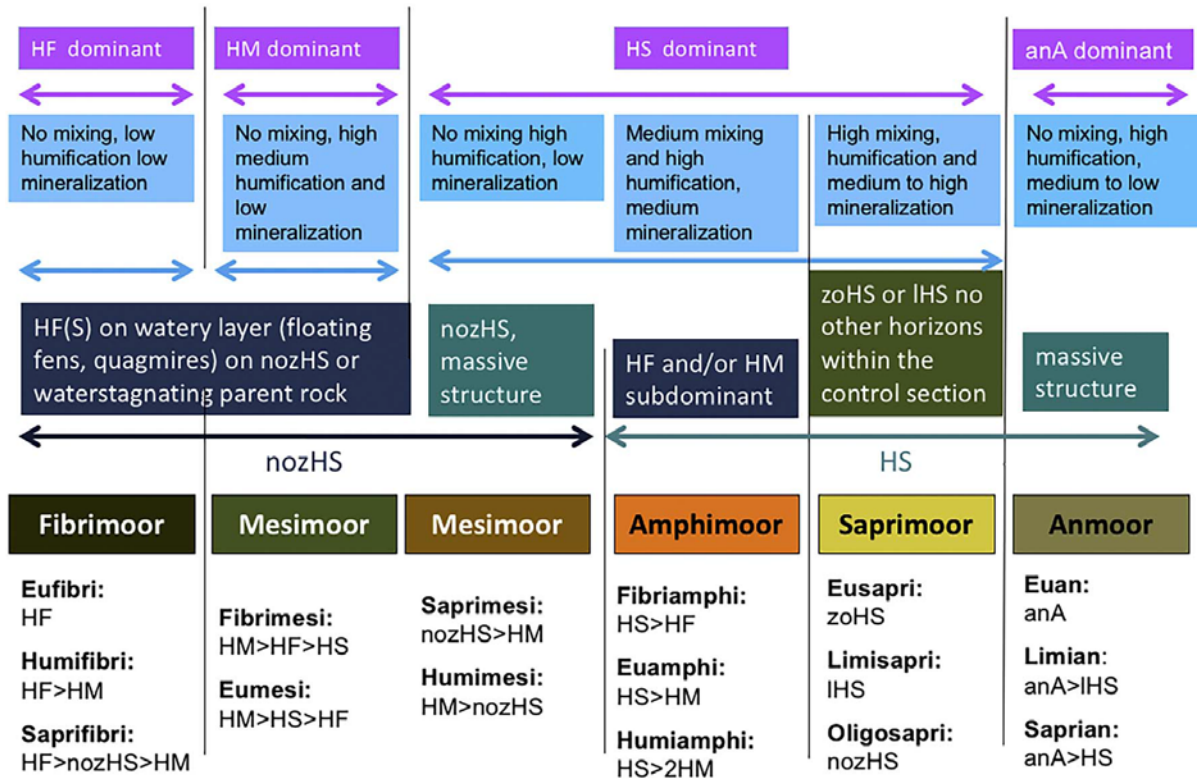 HF dominant
HM dominant
HS dominant
anA dominant
No mixing, low
humification low
mineralization
No mixing, high
medium
humification and
low
mineralization
No mixing high
humification, low
mineralization
Medium mixing
and high
humification,
medium
mineralization
High mixing,
humification and
medium to high
mineralization
No mixing, high
humification,
medium to low
mineralization
HF(S) on watery layer (floating
fens, quagmires) on nozHS or
waterstagnating parent rock
nozHS,
massive
structure
HF and/or HM
subdominant
zoHS or lHS no
other horizons
within the
control section
massive
structure
nozHS
HS
Fibrimoor
Mesimoor
Mesimoor
Amphimoor
Saprimoor
Anmoor
Eufibri:
HF
Humifibri:
HF>HM
Saprifibri:
HF>nozHS>HM
Fibrimesi:
HM>HF>HS
Eumesi:
HM>HS>HF
Saprimesi:
nozHS>HM
Humimesi:
HM>nozHS
Fibriamphi:
HS>HF
Euamphi:
HS>HM
Humiamphi:
HS>2HM
Eusapri:
zoHS
Limisapri:
lHS
Oligosapri:
nozHS
Euan:
anA
Limian:
anA>lHS
Saprian:
anA>HS